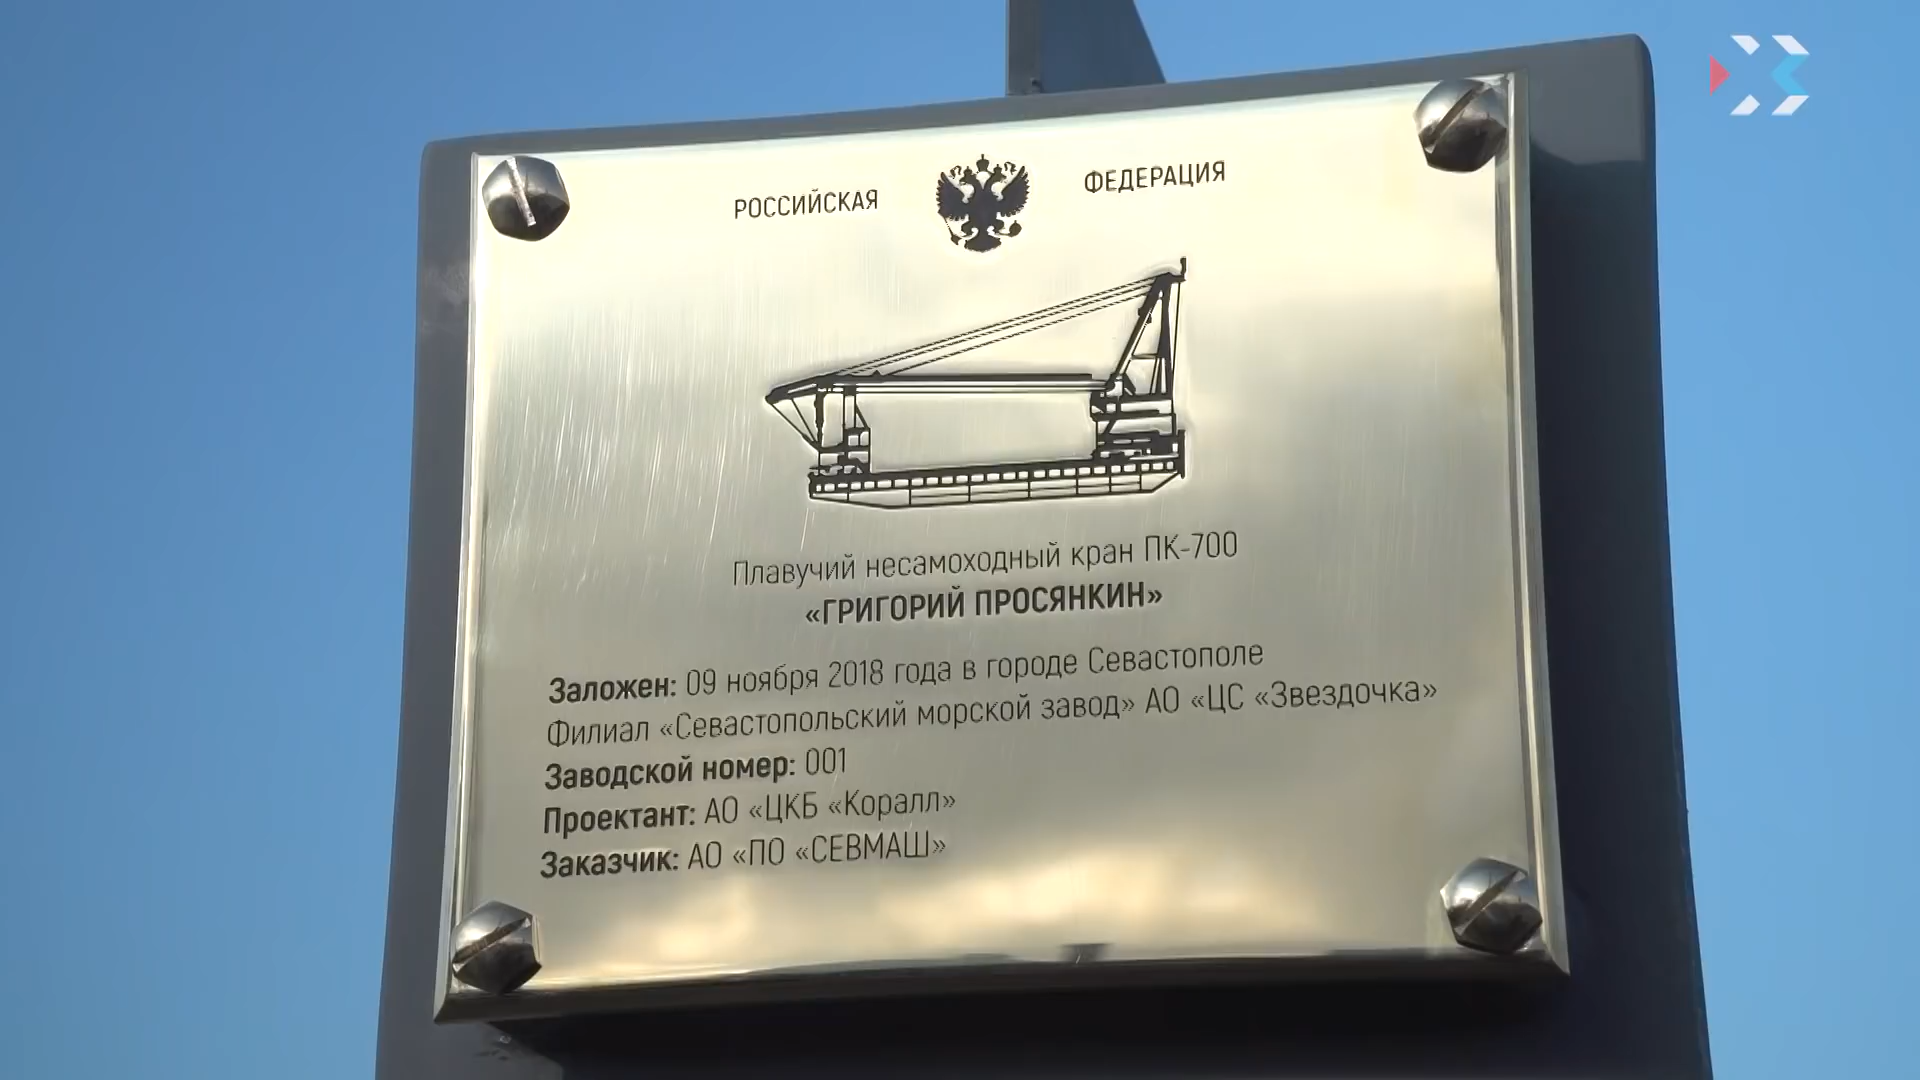 РОССИЙСКАЯ ФЕДЕРАЦИЯ
Плавучий несамоходный кран ПК-700
«ГРИГОРИЙ ПРОСЯНКИН»
Заложен: 09 ноября 2018 года в городе Севастополе
Филиал «Севастопольский морской завод» АО «ЦС «Звездочка»
Заводской номер: 001
Проектант: АО «ЦКБ «Коралл»
Заказчик: АО «ПО «СЕВМАШ»